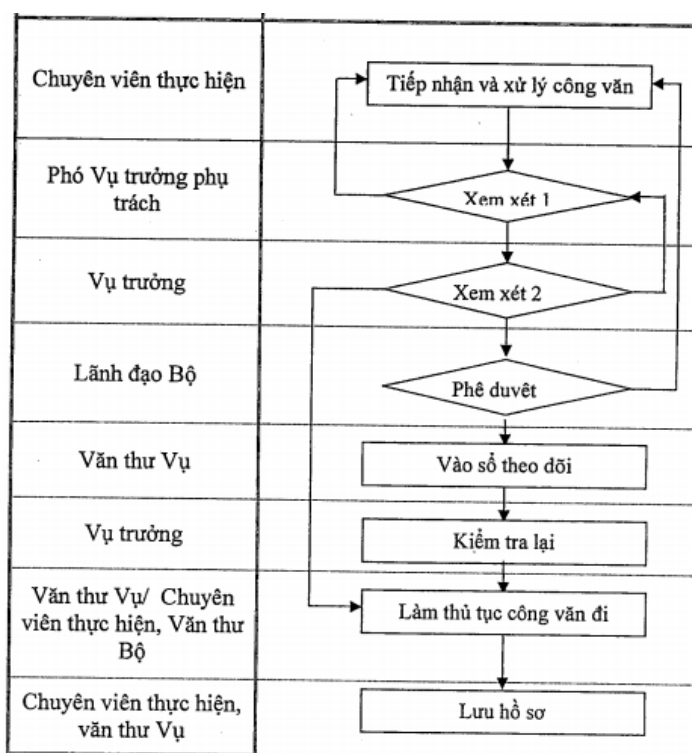 Chuyên viên thực hiện
Tiếp nhận và xử lý công văn
Phó Vụ trưởng phụ
trách
Xem xét 1
Vụ trưởng
Xem xét 2
Lãnh đạo Bộ
Phê duyêt
Văn thư Vụ
Vào sổ theo dõi
Vụ trưởng
Kiểm tra lại
Văn thư Vụ/ Chuyên
viên thực hiện, Văn thư
Bộ
Làm thủ tục công văn đi
Chuyên viên thực hiện,
văn thư Vụ
Lưu hồ sơ